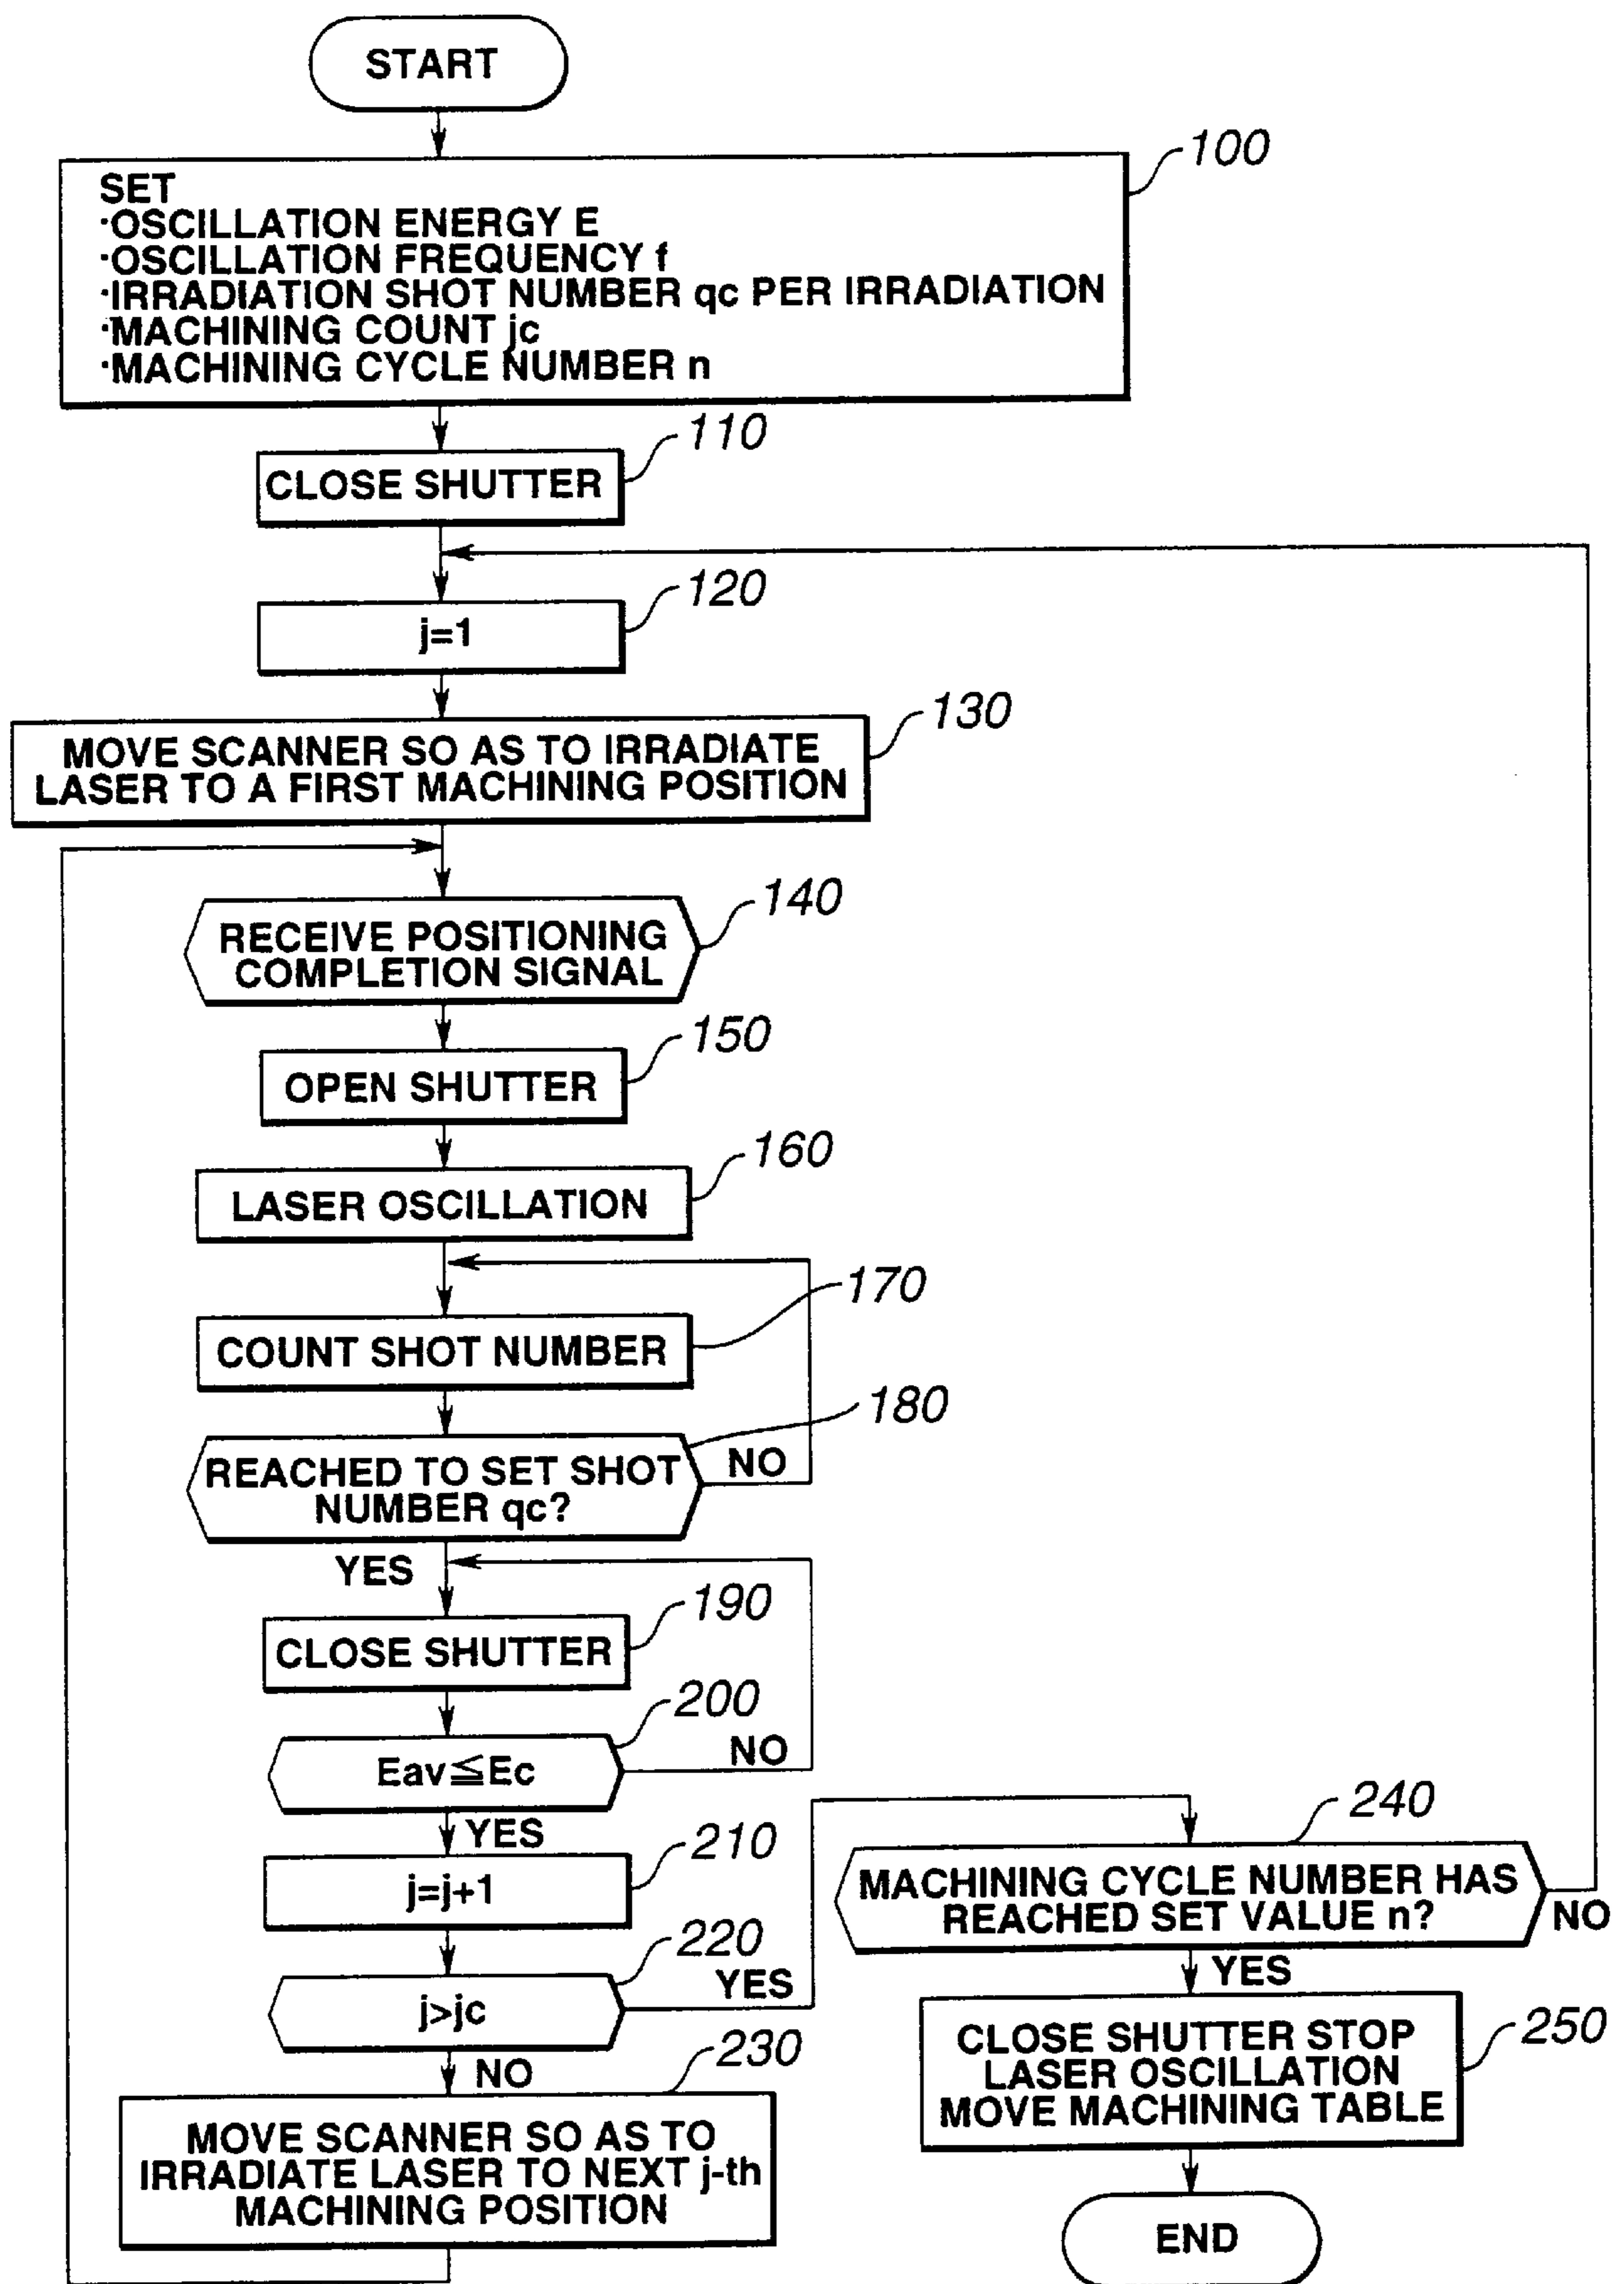 START
100
SET
·OSCILLATION ENERGY E
·OSCILLATION FREQUENCY f
·IRRADIATION SHOT NUMBER qc PER IRRADIATION
·MACHINING COUNT jc
·MACHINING CYCLE NUMBER n
110
CLOSE SHUTTER
120
j=1
130
MOVE SCANNER SO AS TO IRRADIATE
LASER TO A FIRST MACHINING POSITION
140
RECEIVE POSITIONING
COMPLETION SIGNAL
150
OPEN SHUTTER
160
LASER OSCILLATION
170
COUNT SHOT NUMBER
180
REACHED TO SET SHOT
NUMBER qc?
NO
YES
190
CLOSE SHUTTER
200
Eav≦Ec
NO
YES
210
j=j+1
220
j>jc
YES
NO
230
MOVE SCANNER SO AS TO
IRRADIATE LASER TO NEXT j-th
MACHINING POSITION
240
MACHINING CYCLE NUMBER HAS
REACHED SET VALUE n?
NO
YES
250
CLOSE SHUTTER STOP
LASER OSCILLATION
MOVE MACHINING TABLE
END